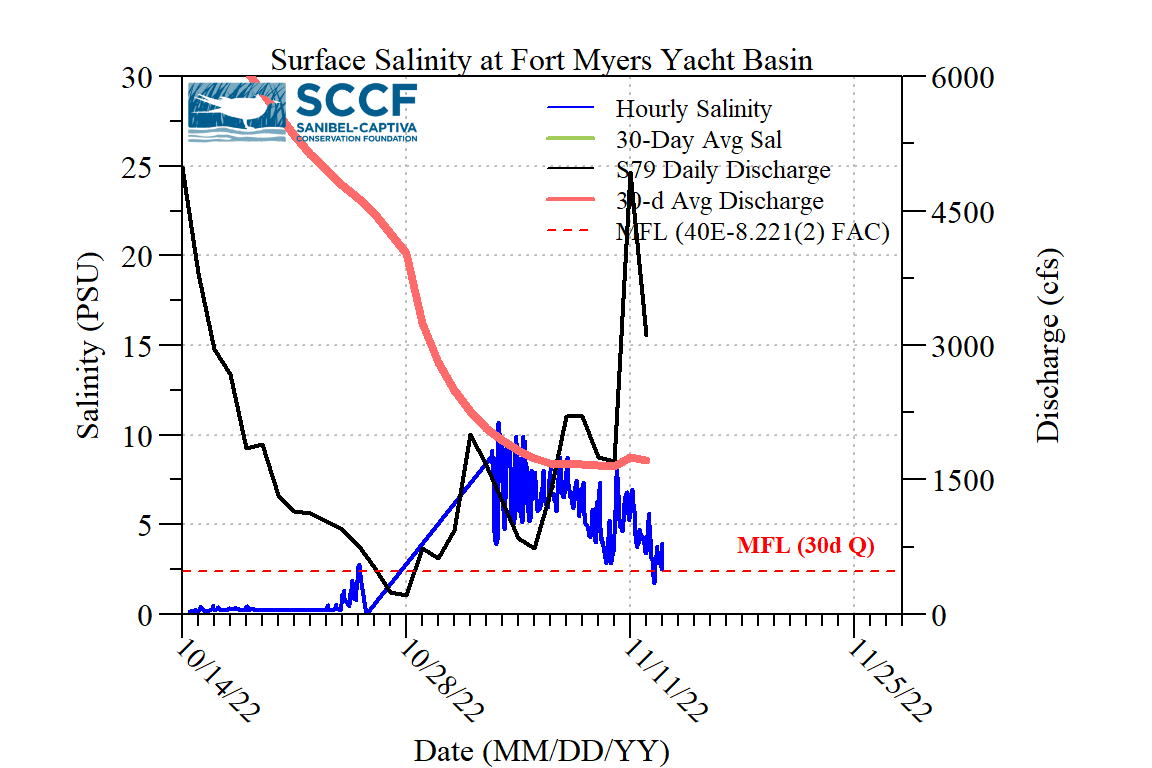 Surface Salinity at Fort Myers Yacht Basin
30
25
20
15
10
5
0
Salinity (PSU)
SCCF
SANIBEL-CAPTIVA
CONSERVATION FOUNDATION
Hourly Salinity
30-Day Avg Sal
S79 Daily Discharge
30-d Avg Discharge
MFL (40E-8.221(2) FAC)
MFL (30d Q)
6000
4500
3000
1500
0
Discharge (cfs)
10/14/22
10/28/22
11/11/22
11/25/22
Date (MM/DD/YY)